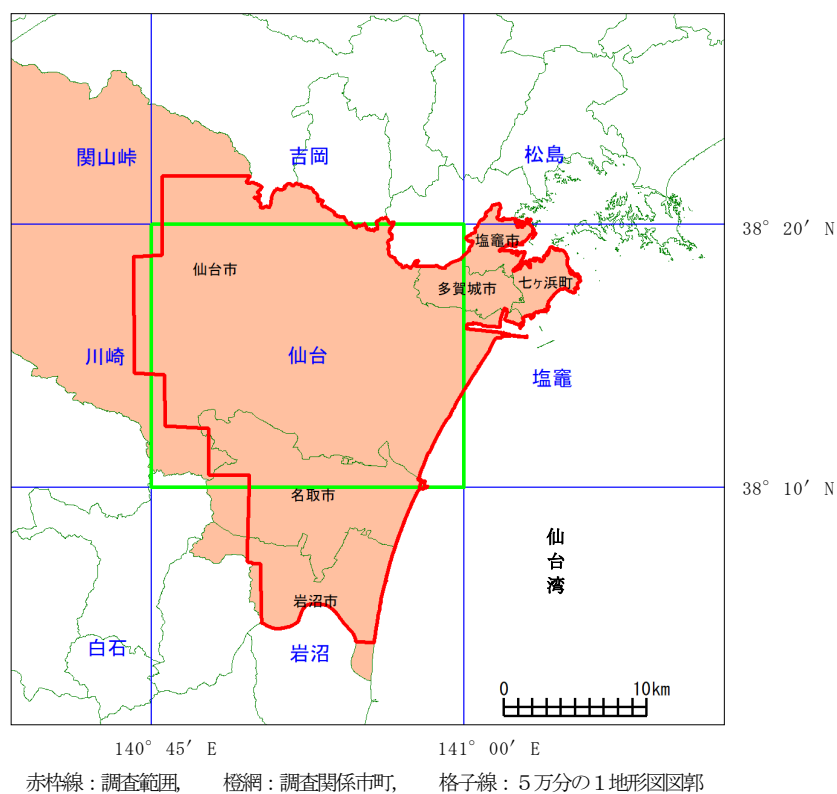 関山峠
吉岡
松島
38° 20′ N
塩竈市
仙台市
七ヶ浜町
多賀城市
川崎
仙台
塩竈
38° 10′ N
名取市
仙台湾
岩沼市
白石
岩沼
0 10km
140° 45′ E
141° 00′ E
赤枠線：調査範囲, 橙網：調査関係市町, 格子線：５万分の１地形図図郭